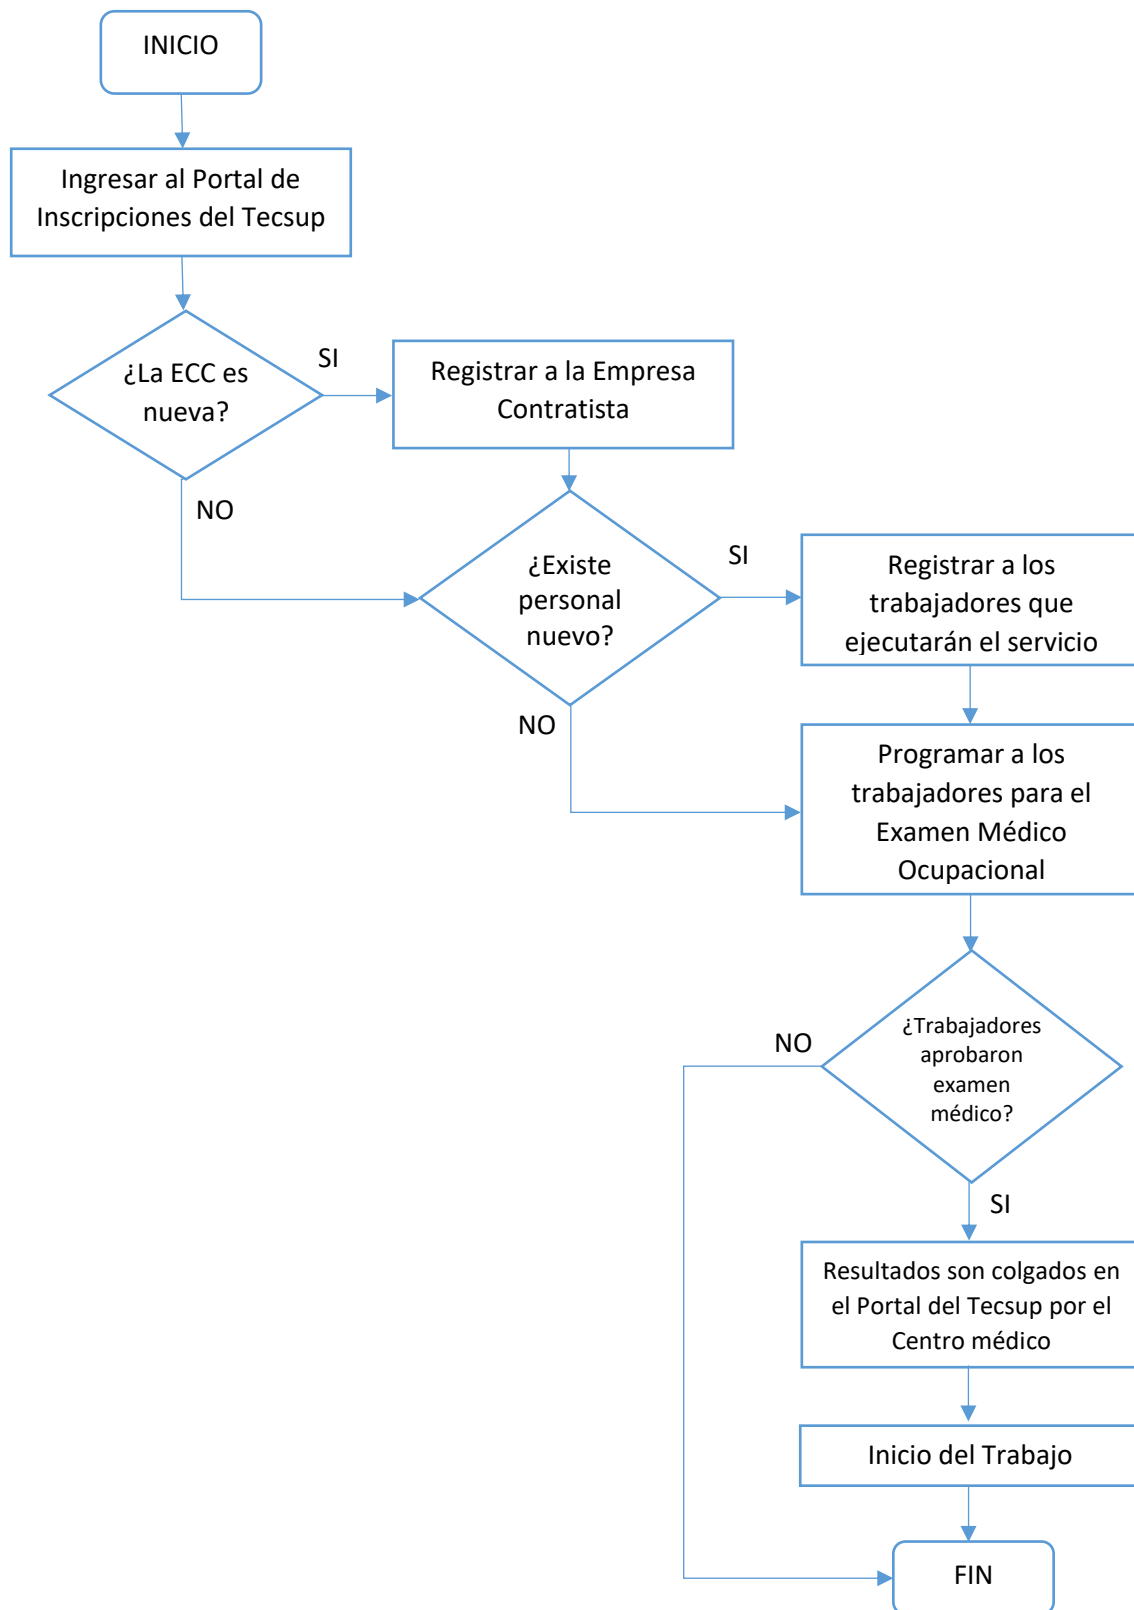 INICIO
Ingresar al Portal de
Inscripciones del Tecsup
¿La ECC es
nueva?
SI
Registrar a la Empresa
Contratista
NO
¿Existe
personal
nuevo?
SI
Registrar a los
trabajadores que
ejecutarán el servicio
NO
Programar a los
trabajadores para el
Examen Médico
Ocupacional
¿Trabajadores
aprobaron
examen
médico?
NO
SI
Resultados son colgados en
el Portal del Tecsup por el
Centro médico
Inicio del Trabajo
FIN